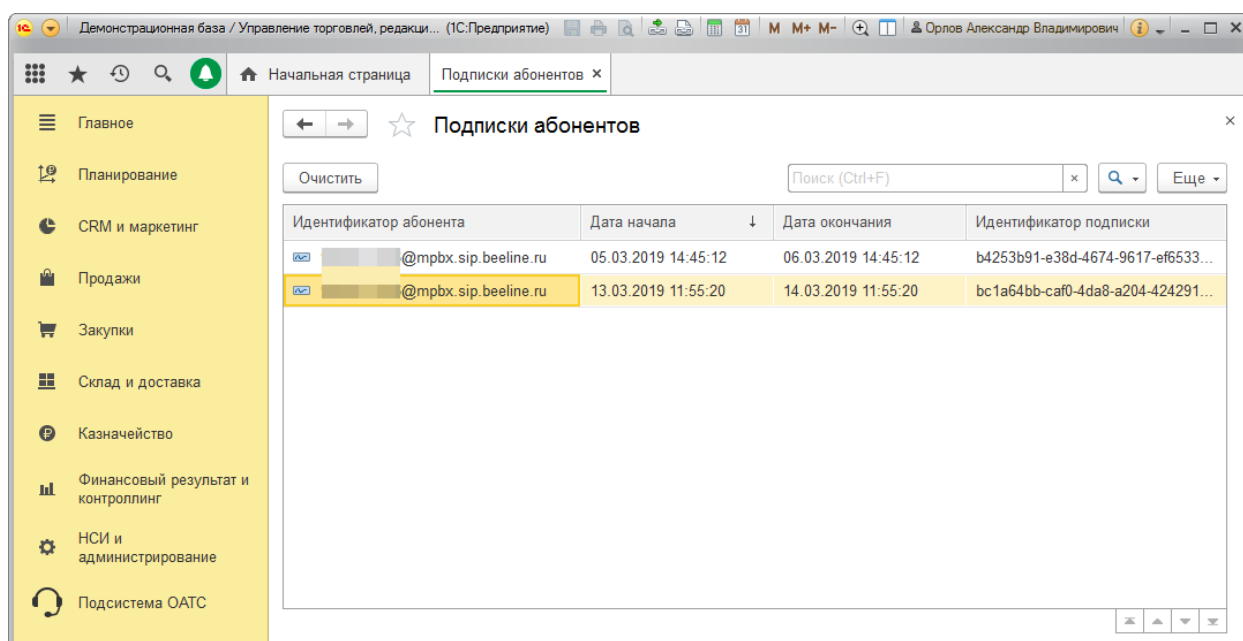 Демонстрационная база / Управление торговлей, редакци... (1С:Предприятие) M M+ M- Орлов Александр Владимирович
Начальная страница Подписки абонентов ×
Главное
Планирование
CRM и маркетинг
Продажи
Закупки
Склад и доставка
Казначейство
Финансовый результат и
контроллинг
НСИ и
администрирование
Подсистема ОАТС
Подписки абонентов
Очистить Поиск (Ctrl+F) × Еще
Идентификатор абонента Дата начала ↓ Дата окончания Идентификатор подписки
@mpbx.sip.beeline.ru 05.03.2019 14:45:12 06.03.2019 14:45:12 b4253b91-e38d-4674-9617-ef6533...
@mpbx.sip.beeline.ru 13.03.2019 11:55:20 14.03.2019 11:55:20 bc1a64bb-caf0-4da8-a204-424291...